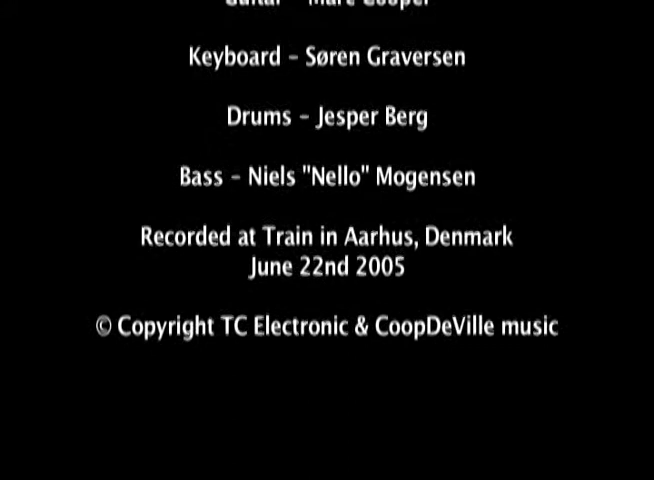 Keyboard - Søren Graversen
Drums - Jesper Berg
Bass - Niels "Nello" Mogensen
Recorded at Train in Aarhus, Denmark
June 22nd 2005
© Copyright TC Electronic & CoopDeVille music